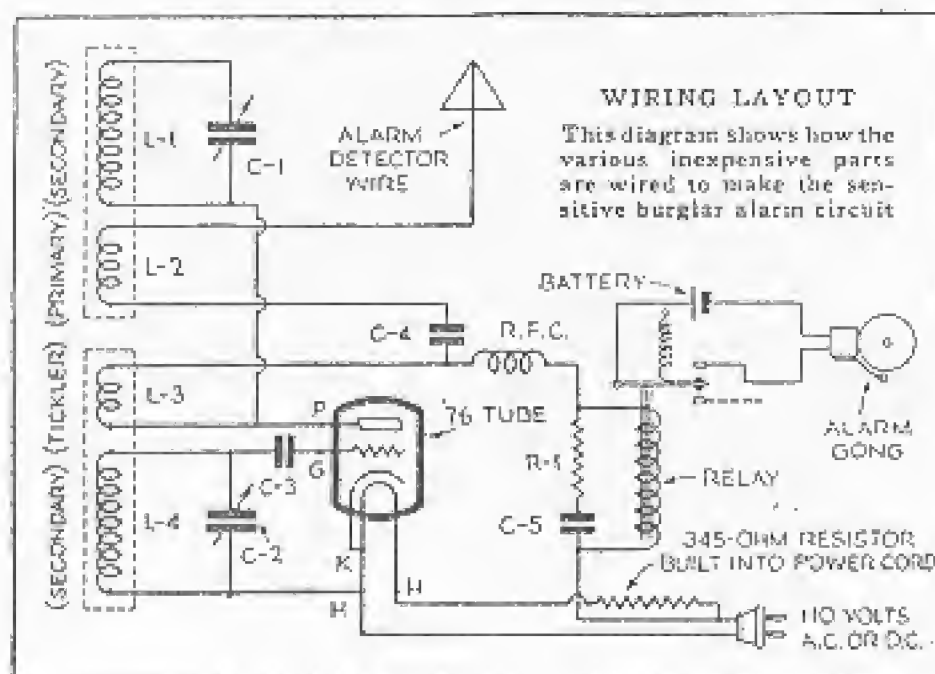 WIRING LAYOUT
This diagram shows how the
various inexpensive parts
are wired to make the sen-
sitive burglar alarm circuit
(SECONDARY)
(PRIMARY)
(TICKLER)
(SECONDARY)
L-1
C-1
ALARM
DETECTOR
WIRE
L-2
C-4
R.F.C.
BATTERY
ALARM
GONG
L-3
P
'76 TUBE
G
R-1
RELAY
C-3
L-4
C-2
C-5
K
H
H
345-OHM RESISTOR
BUILT INTO POWER CORD
110 VOLTS
A.C. OR D.C.